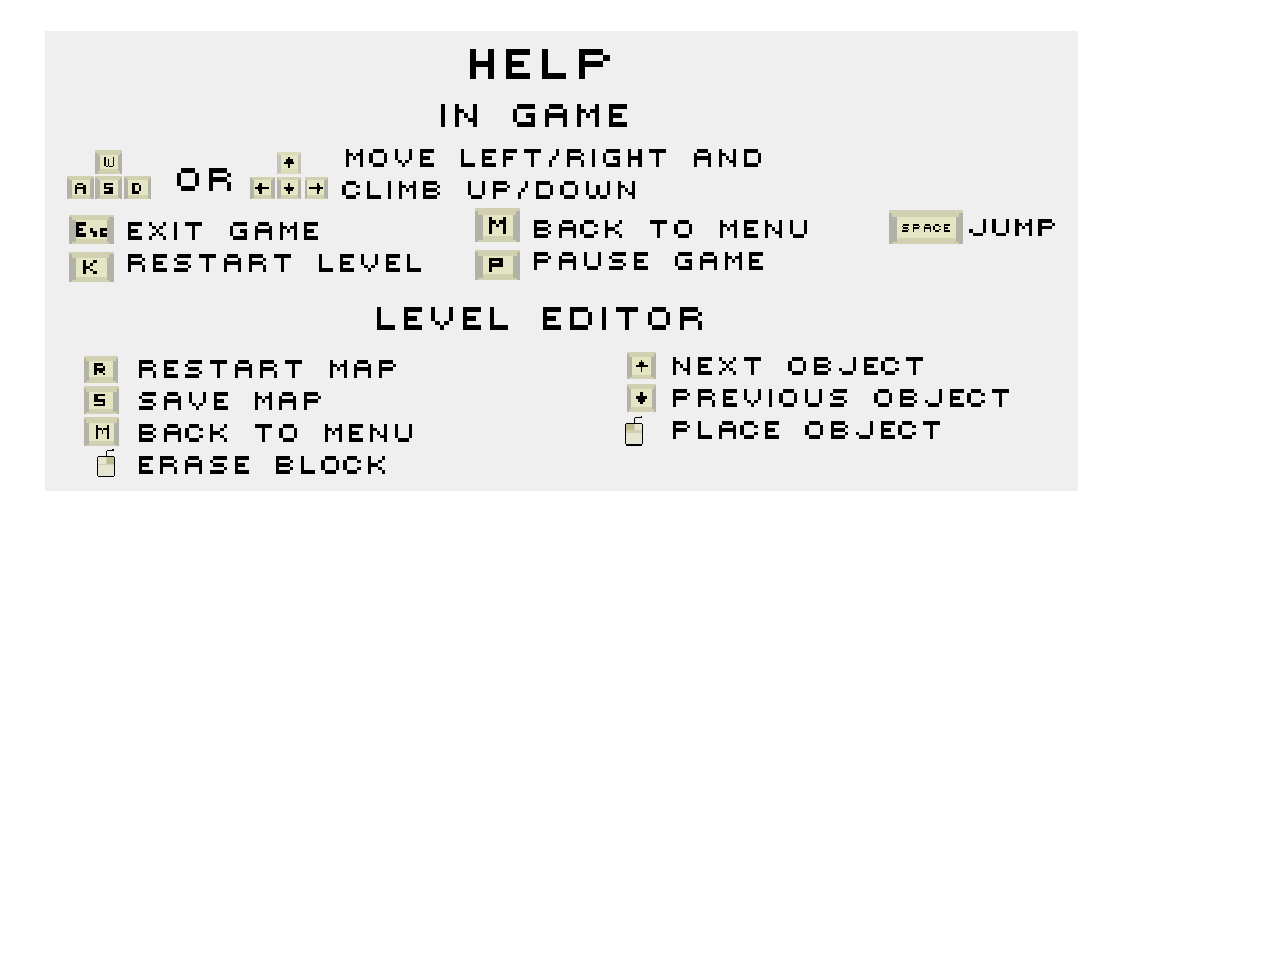 HELP
IN GAME
W
A S D OR MOVE LEFT/RIGHT AND
CLIMB UP/DOWN
Esc EXIT GAME M BACK TO MENU SPACE JUMP
K RESTART LEVEL P PAUSE GAME
LEVEL EDITOR
R RESTART MAP NEXT OBJECT
S SAVE MAP PREVIOUS OBJECT
M BACK TO MENU PLACE OBJECT
ERASE BLOCK